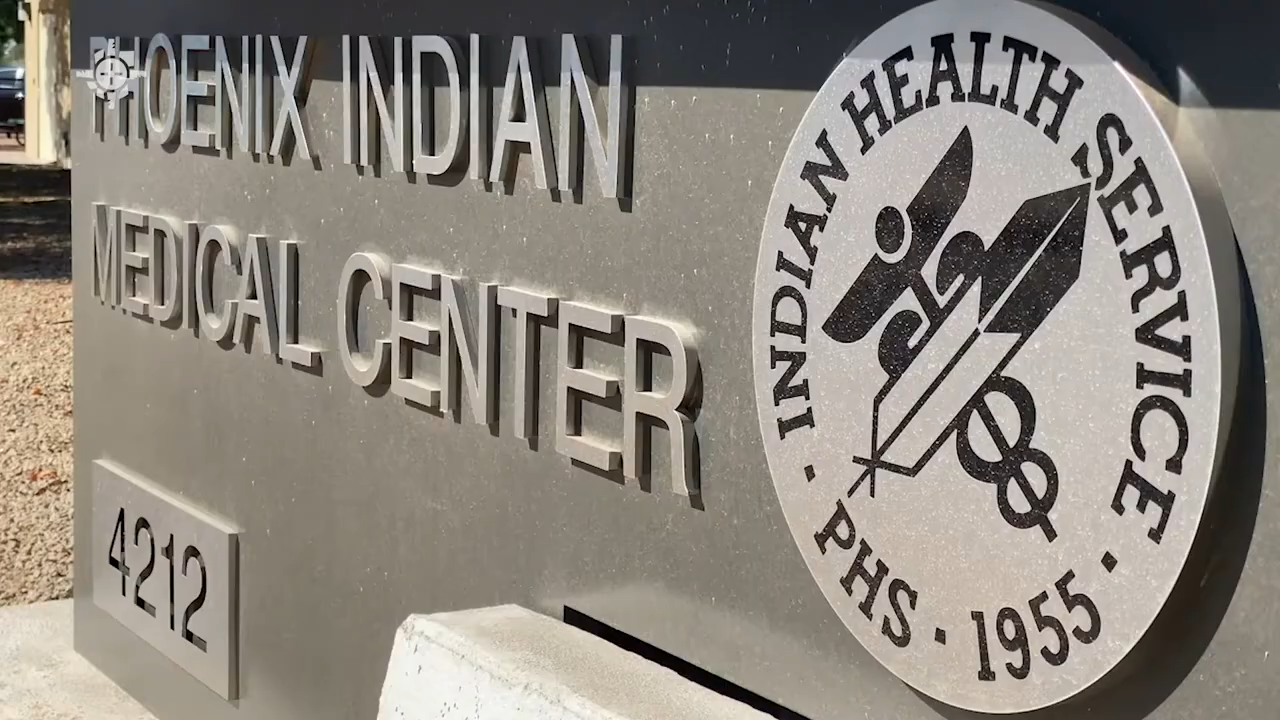 PHOENIX INDIAN
MEDICAL CENTER
4212
INDIAN HEALTH SERVICE
· PHS · 1955 ·